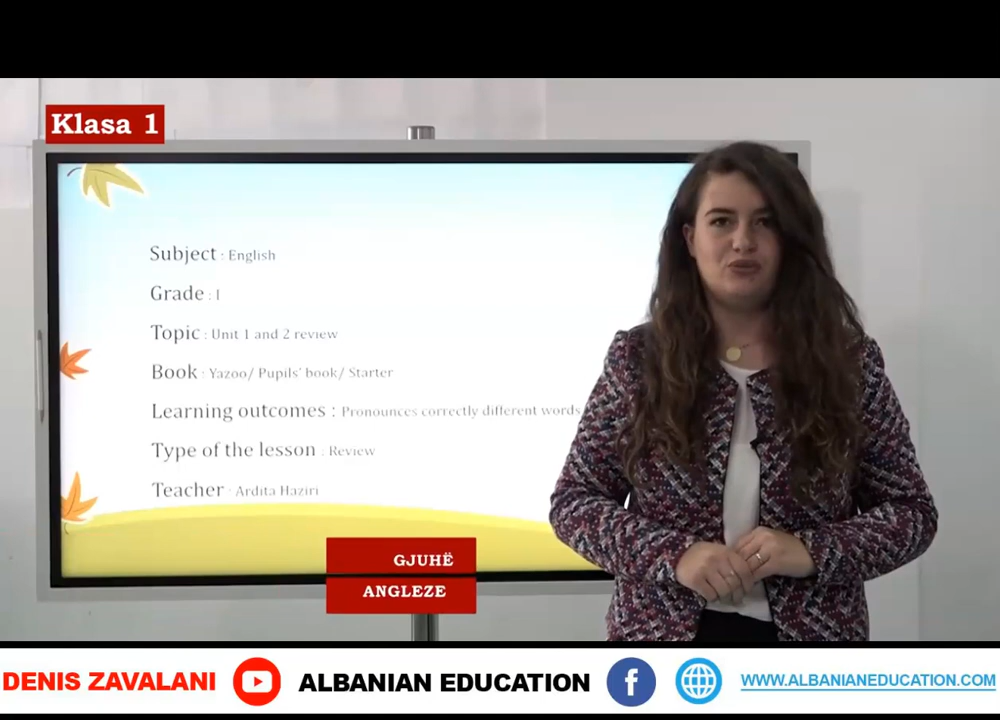 Klasa 1
Subject : English
Grade : I
Topic : Unit 1 and 2 review
Book : Yazoo/ Pupils' book/ Starter
Learning outcomes : Pronounces correctly different words
Type of the lesson : Review
Teacher : Ardita Haziri
GJUHË
ANGLEZE
DENIS ZAVALANI ALBANIAN EDUCATION f WWW.ALBANIANEDUCATION.COM